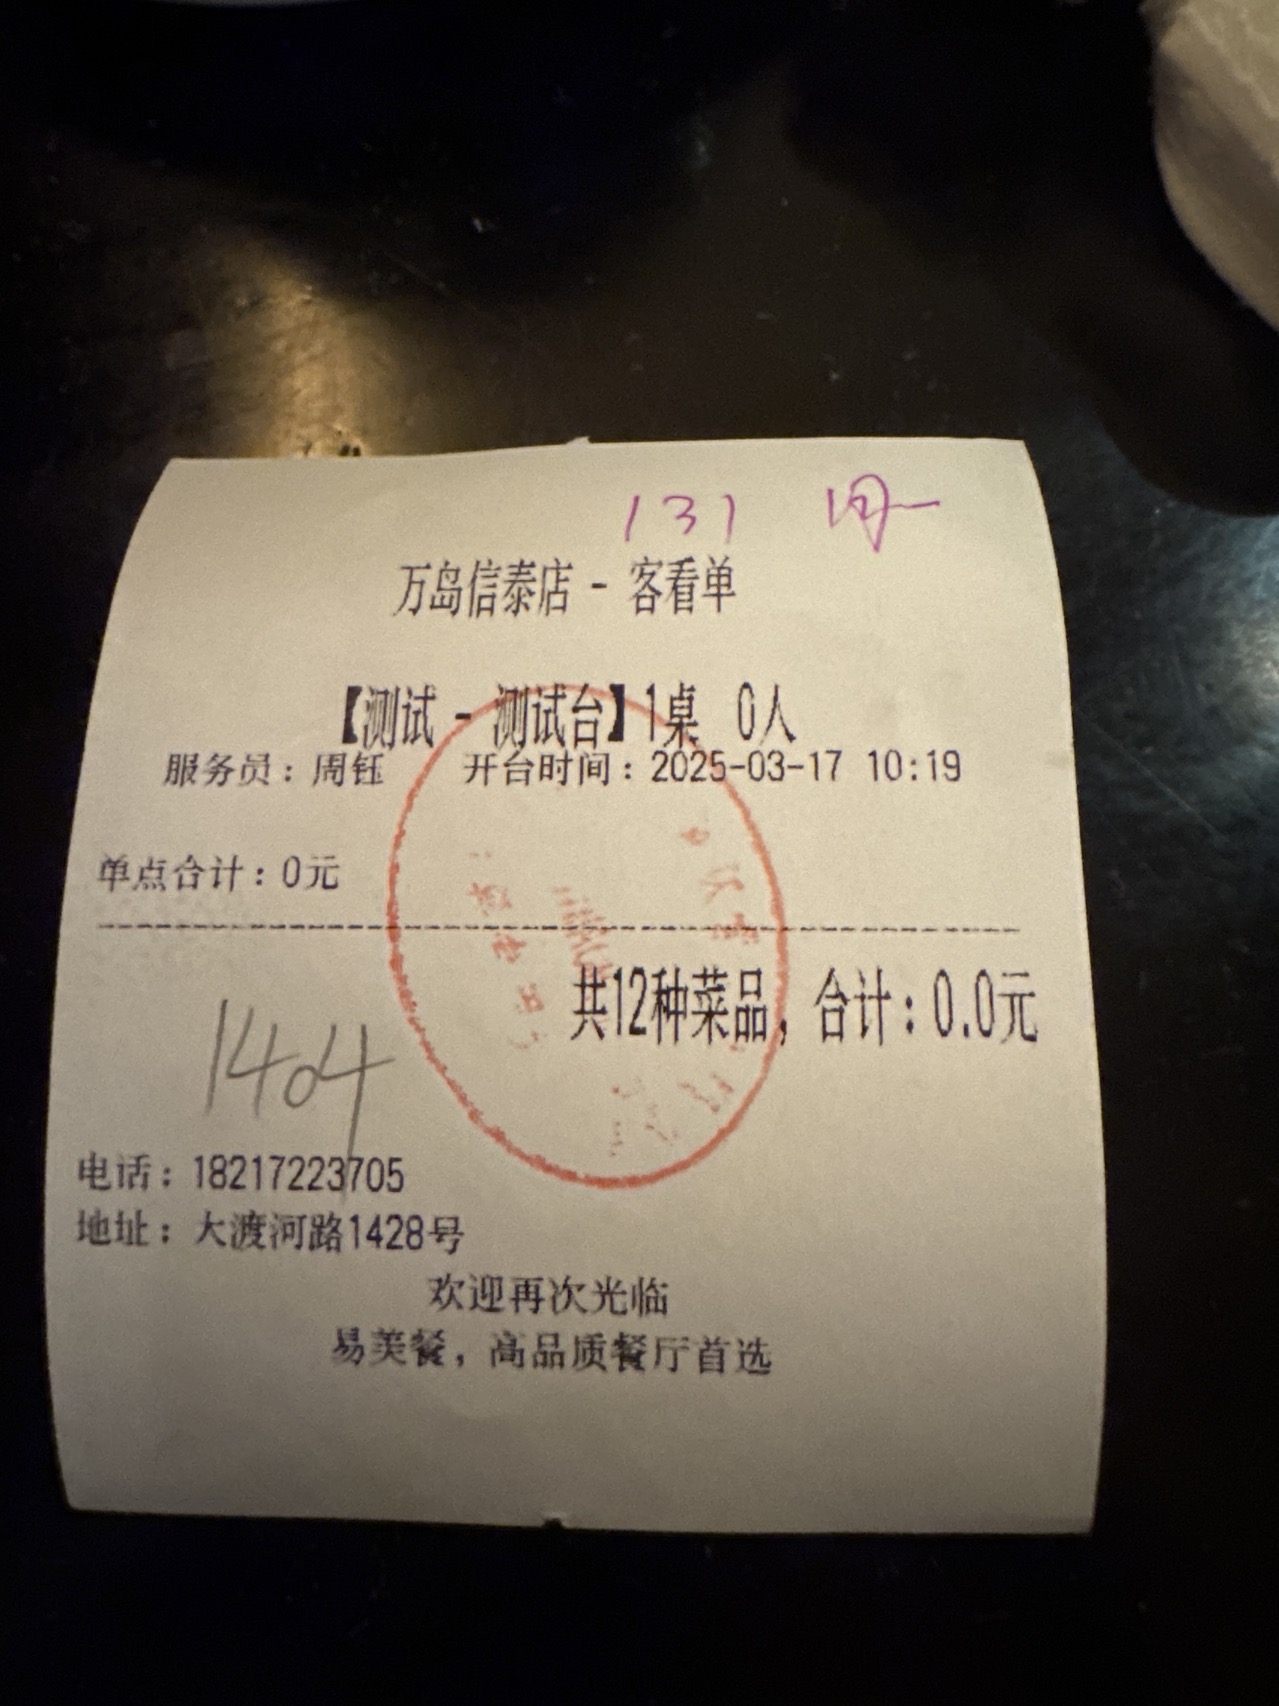 131
万岛信泰店 - 客看单
【测试 - 测试台】1桌 0人
服务员：周钰 开台时间：2025-03-17 10:19
单点合计：0元
共12种菜品，合计：0.0元
1404
电话：18217223705
地址：大渡河路1428号
欢迎再次光临
易美餐，高品质餐厅首选